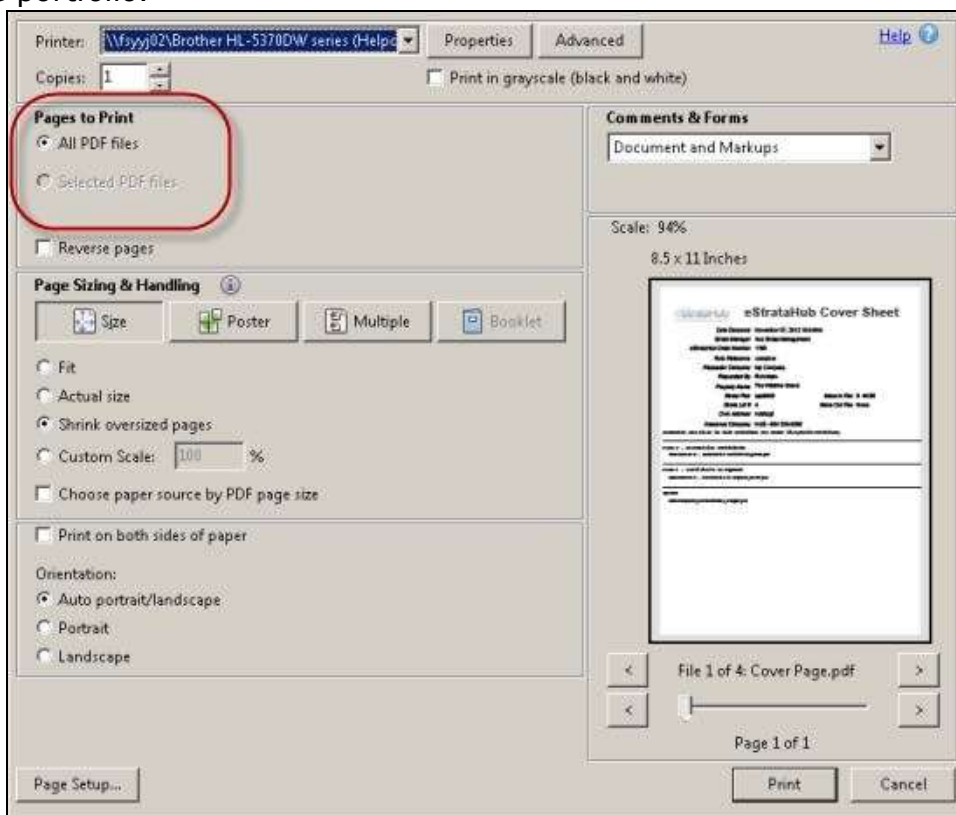 portfolio.
Printer: \\fsyyj02\Brother HL-5370DW series (Helpd Properties Advanced Help
Copies: 1 Print in grayscale (black and white)
Pages to Print
All PDF files
Selected PDF files
Reverse pages
Comments & Forms
Document and Markups
Page Sizing & Handling
Size Poster Multiple Booklet
Fit
Actual size
Shrink oversized pages
Custom Scale: 100 %
Choose paper source by PDF page size
Print on both sides of paper
Orientation:
Auto portrait/landscape
Portrait
Landscape
Scale: 94%
8.5 x 11 Inches
eStrataHub Cover Sheet
< File 1 of 4: Cover Page.pdf >
< >
Page 1 of 1
Page Setup... Print Cancel